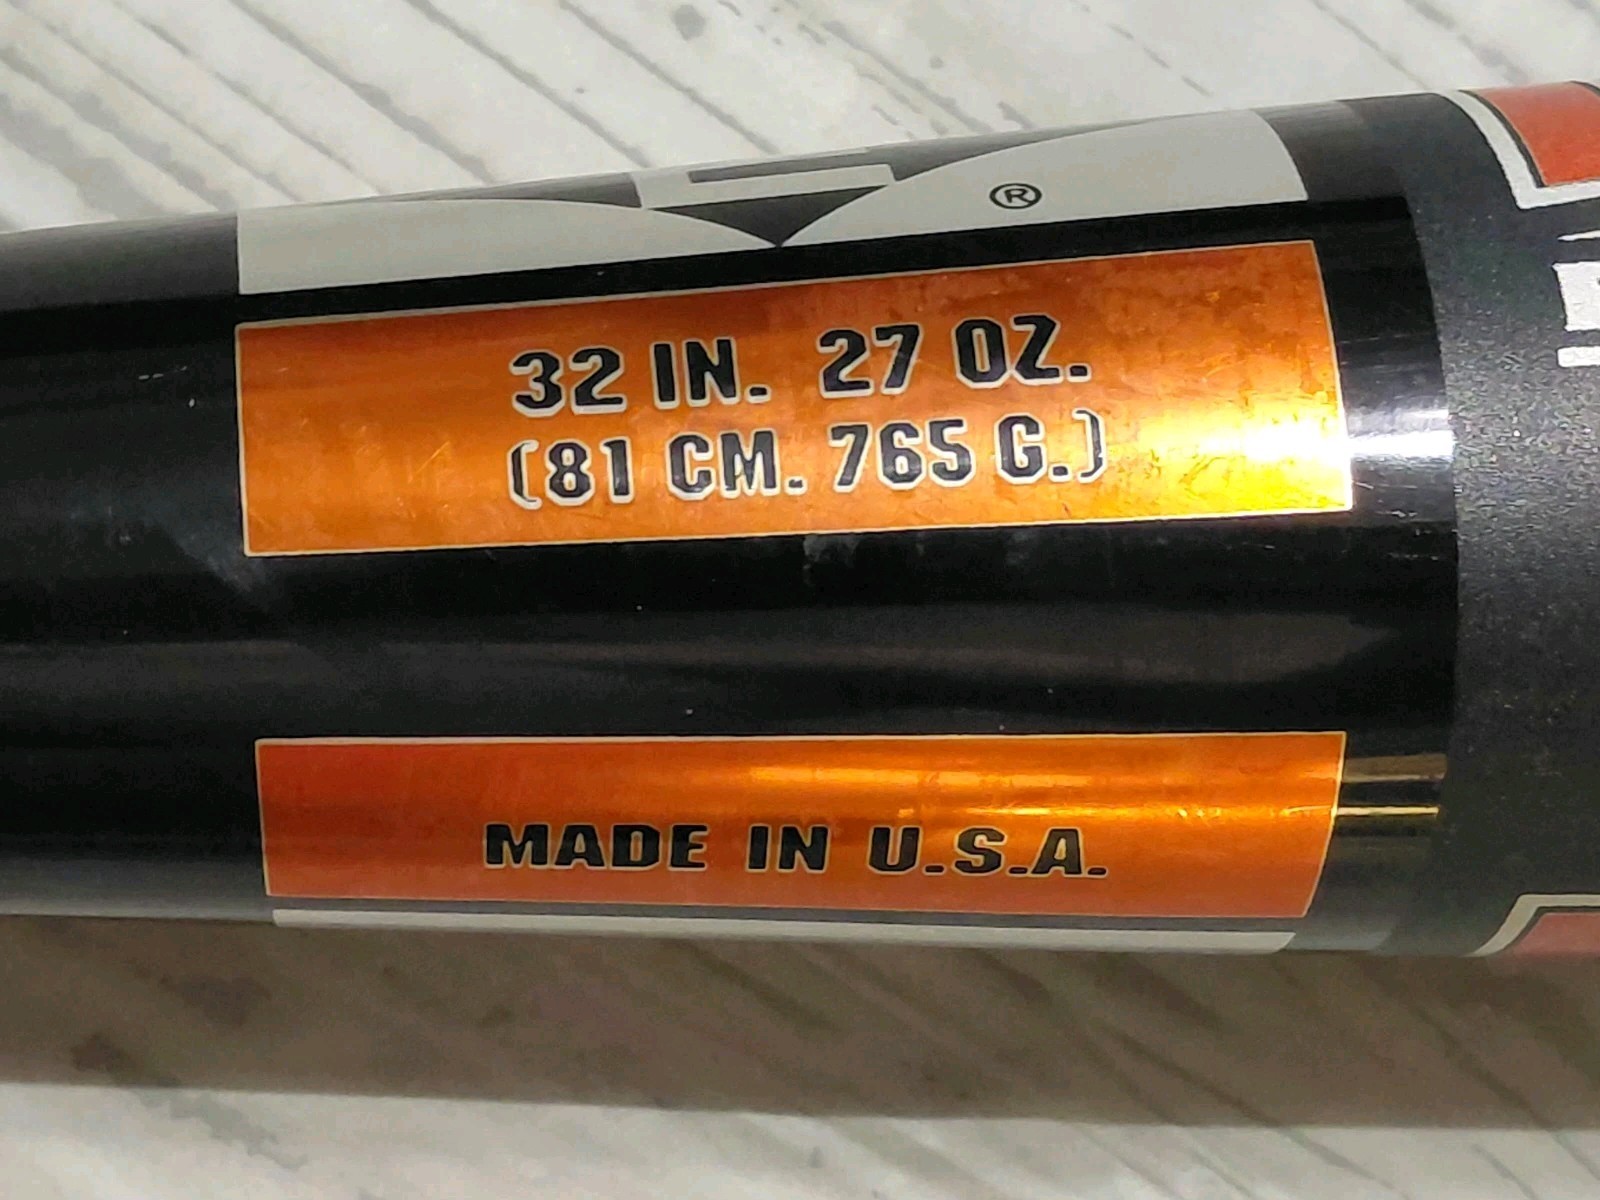 ®
32 IN. 27 OZ.
(81 CM. 765 G.)
MADE IN U.S.A.